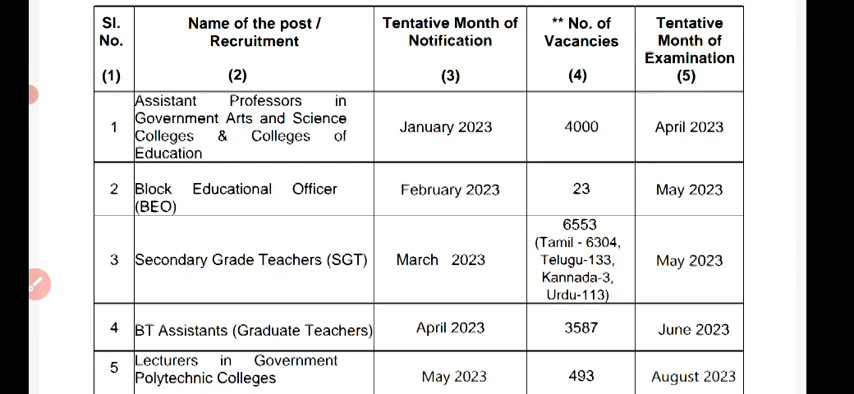 Sl. No. (1) | Name of the post / Recruitment (2) | Tentative Month of Notification (3) | ** No. of Vacancies (4) | Tentative Month of Examination (5)
1 | Assistant Professors in Government Arts and Science Colleges & Colleges of Education | January 2023 | 4000 | April 2023
2 | Block Educational Officer (BEO) | February 2023 | 23 | May 2023
3 | Secondary Grade Teachers (SGT) | March 2023 | 6553 (Tamil - 6304, Telugu-133, Kannada-3, Urdu-113) | May 2023
4 | BT Assistants (Graduate Teachers) | April 2023 | 3587 | June 2023
5 | Lecturers in Government Polytechnic Colleges | May 2023 | 493 | August 2023